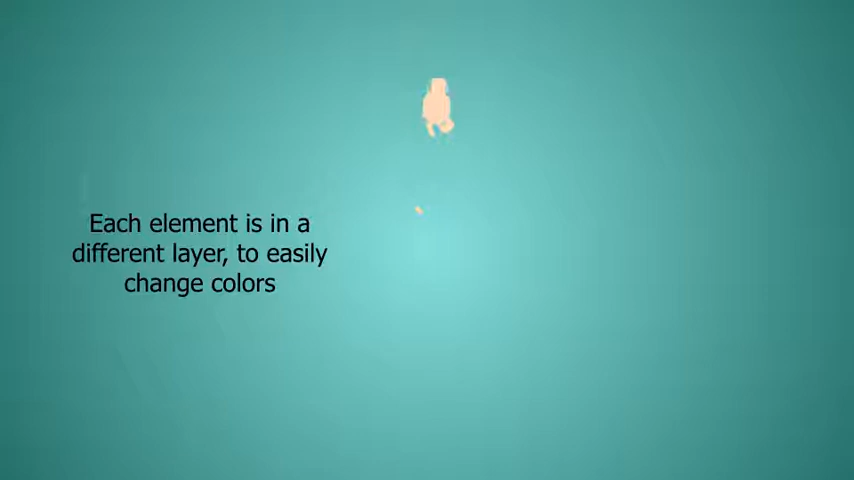 Each element is in a
different layer, to easily
change colors